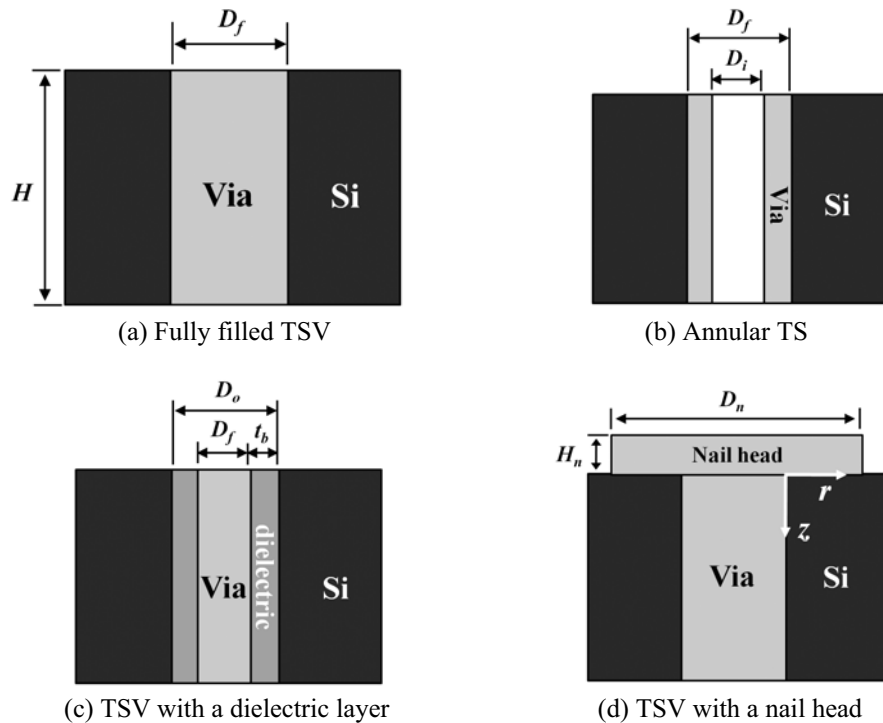 D_f
H
Via
Si
(a) Fully filled TSV
D_f
D_i
Via
Si
(b) Annular TS
D_o
D_f t_b
Via
dielectric
Si
(c) TSV with a dielectric layer
D_n
H_n
Nail head
r
z
Via
Si
(d) TSV with a nail head